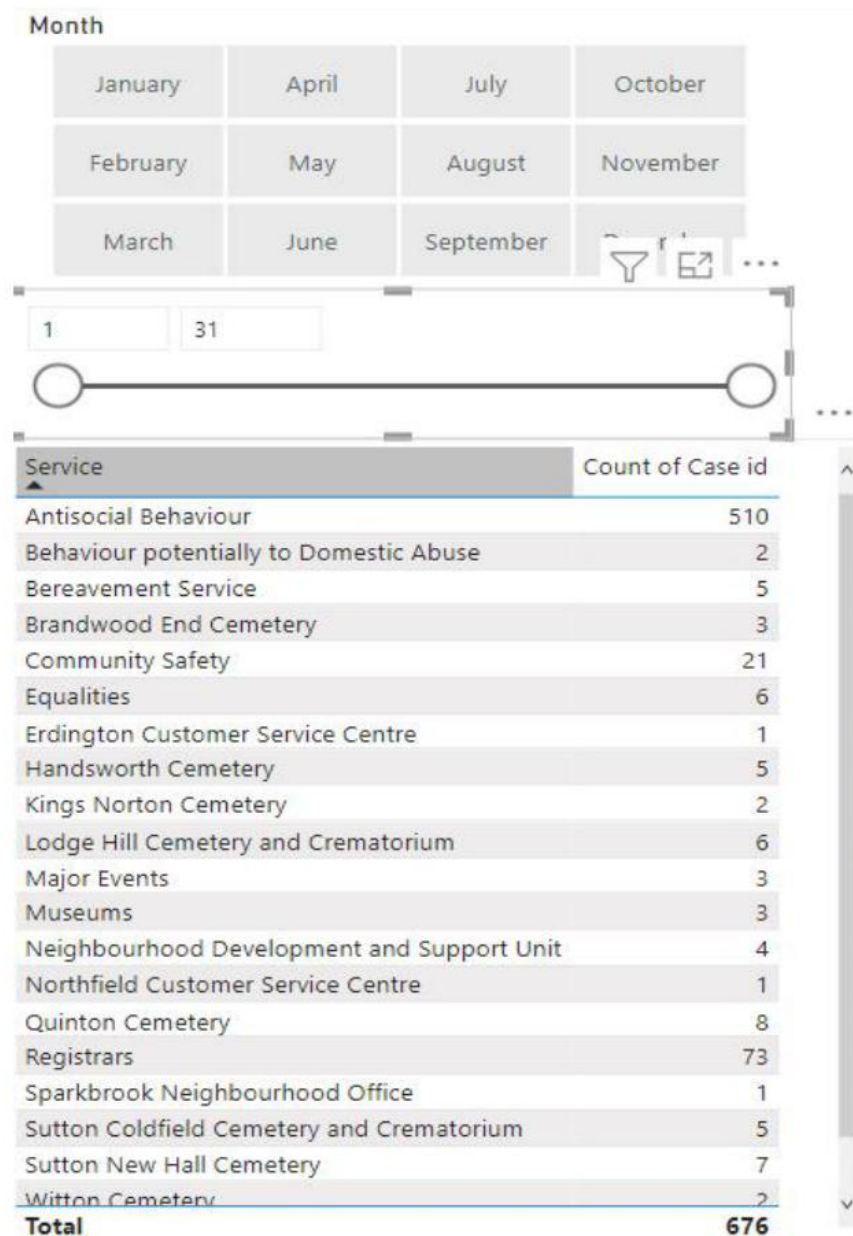 Month
January April July October
February May August November
March June September
1 31
Service Count of Case id
Antisocial Behaviour 510
Behaviour potentially to Domestic Abuse 2
Bereavement Service 5
Brandwood End Cemetery 3
Community Safety 21
Equalities 6
Erdington Customer Service Centre 1
Handsworth Cemetery 5
Kings Norton Cemetery 2
Lodge Hill Cemetery and Crematorium 6
Major Events 3
Museums 3
Neighbourhood Development and Support Unit 4
Northfield Customer Service Centre 1
Quinton Cemetery 8
Registrars 73
Sparkbrook Neighbourhood Office 1
Sutton Coldfield Cemetery and Crematorium 5
Sutton New Hall Cemetery 7
Witton Cemetery 2
Total 676